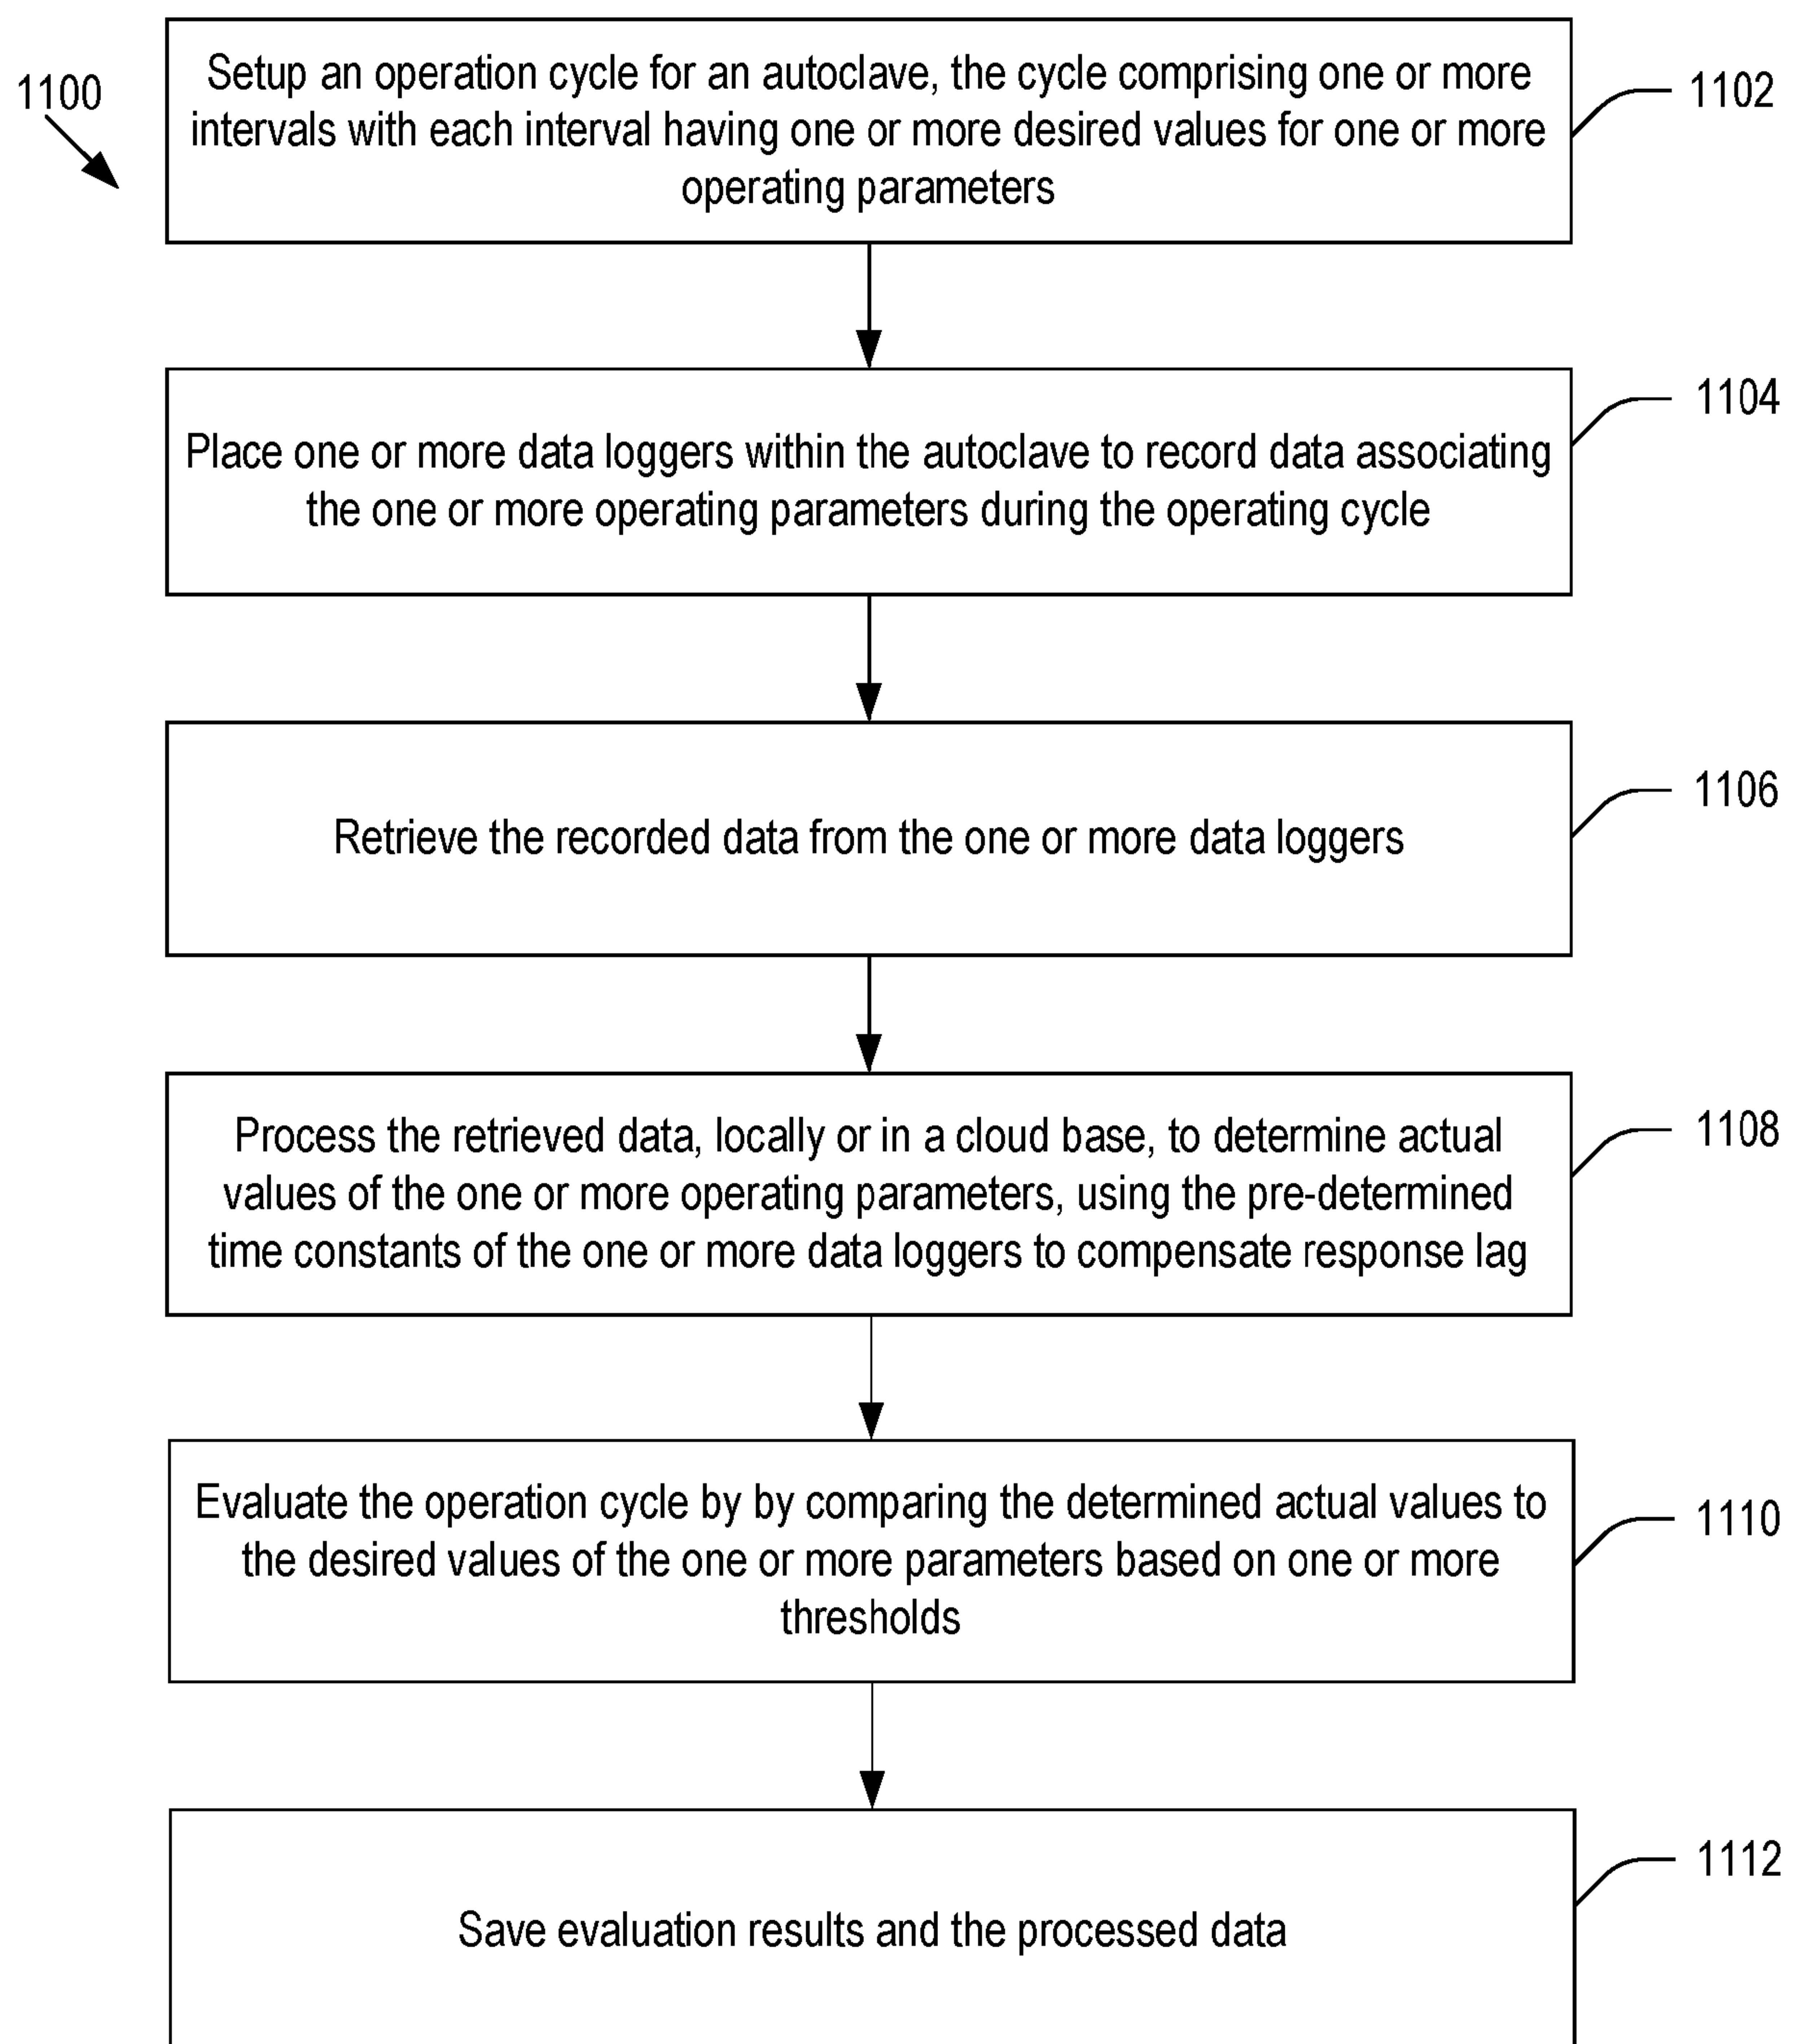 1100
Setup an operation cycle for an autoclave, the cycle comprising one or more
intervals with each interval having one or more desired values for one or more
operating parameters
1102
Place one or more data loggers within the autoclave to record data associating
the one or more operating parameters during the operating cycle
1104
Retrieve the recorded data from the one or more data loggers
1106
Process the retrieved data, locally or in a cloud base, to determine actual
values of the one or more operating parameters, using the pre-determined
time constants of the one or more data loggers to compensate response lag
1108
Evaluate the operation cycle by by comparing the determined actual values to
the desired values of the one or more parameters based on one or more
thresholds
1110
Save evaluation results and the processed data
1112